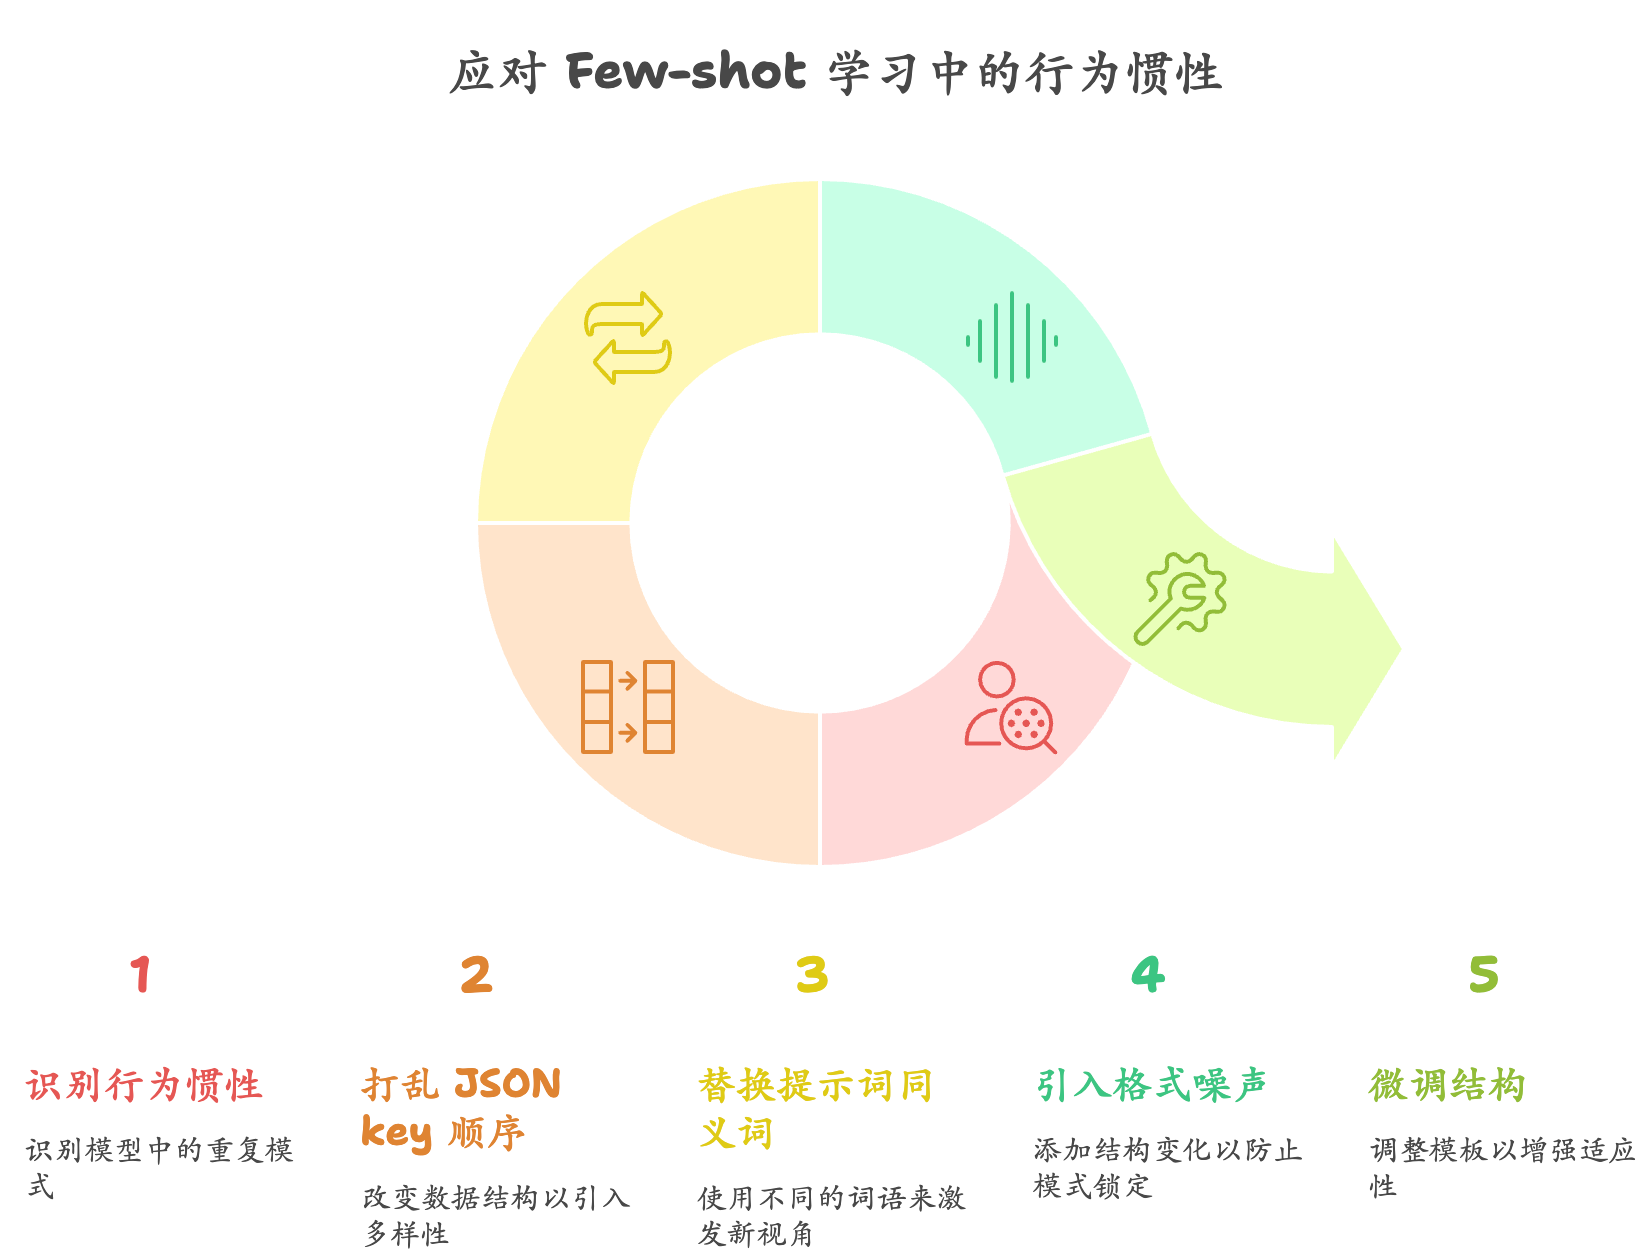 应对 Few-shot 学习中的行为惯性
1
识别行为惯性
识别模型中的重复模
式
2
打乱 JSON
key 顺序
改变数据结构以引入
多样性
3
替换提示词同
义词
使用不同的词语来激
发新视角
4
引入格式噪声
添加结构变化以防止
模式锁定
5
微调结构
调整模板以增强适应
性